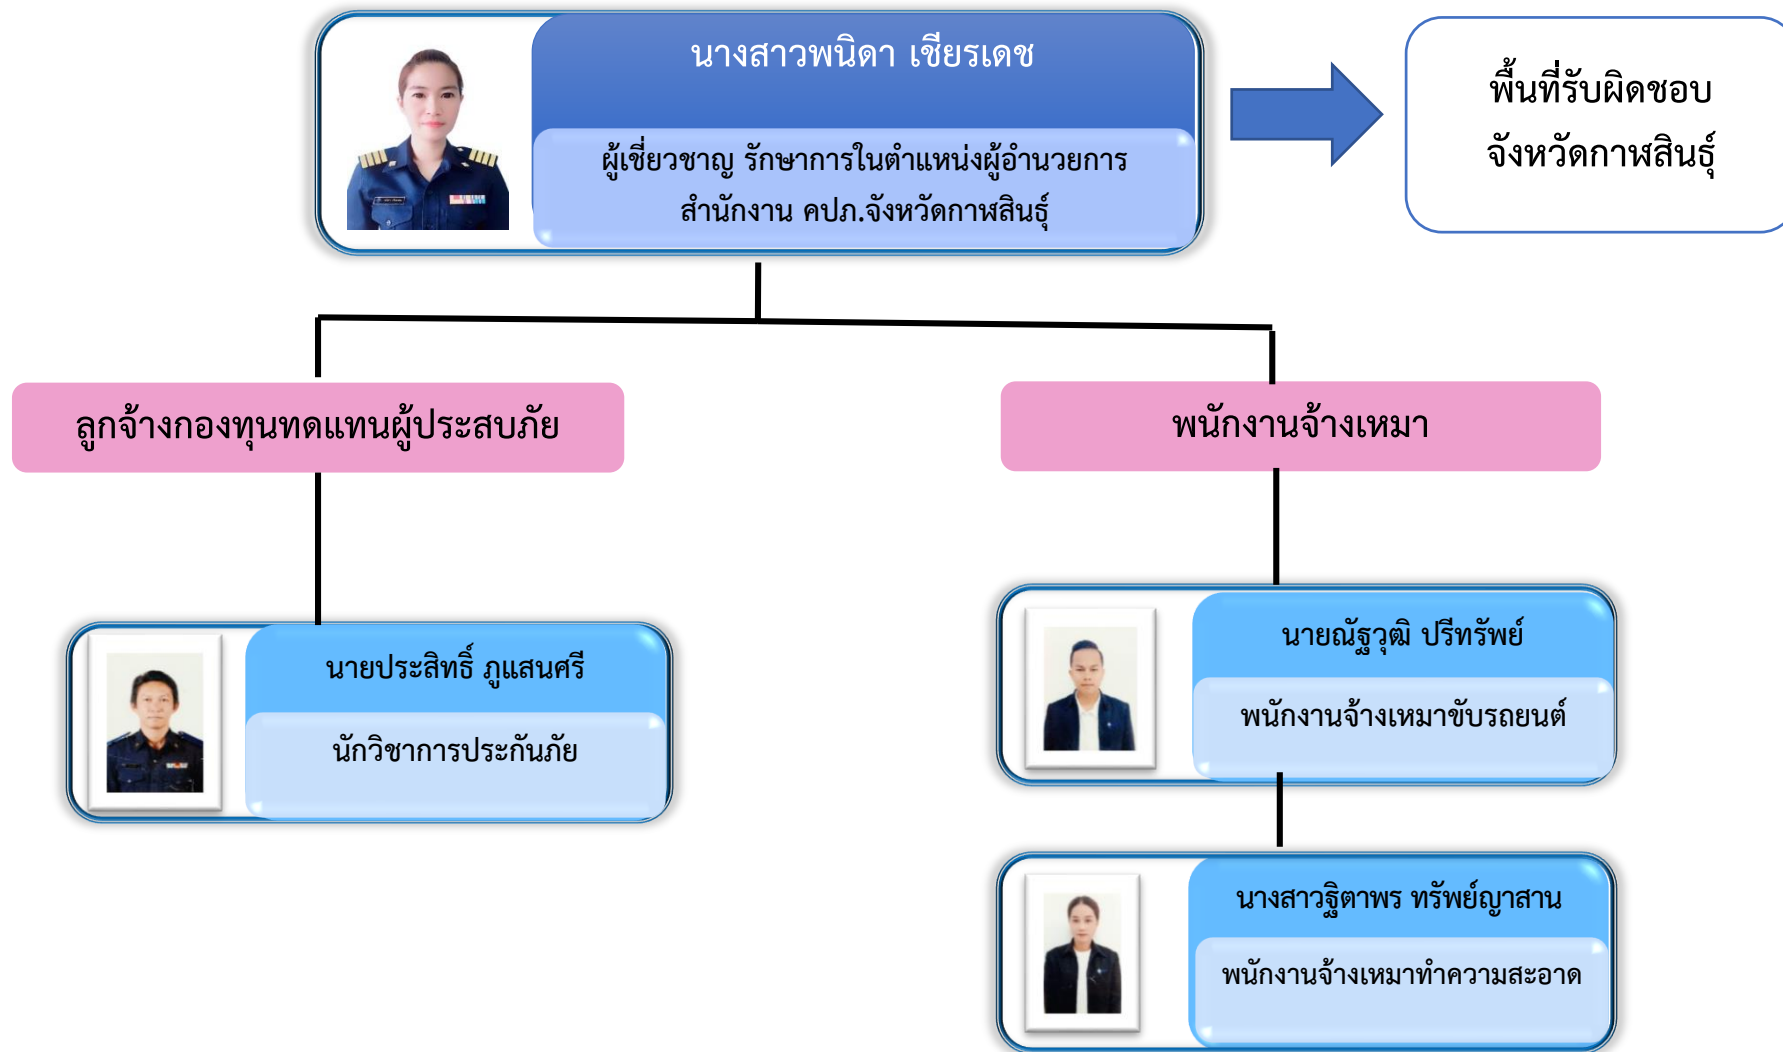 นางสาวพนิดา เชียรเดช
ผู้เชี่ยวชาญ รักษาการในตำแหน่งผู้อำนวยการ
สำนักงาน คปภ.จังหวัดกาฬสินธุ์
พื้นที่รับผิดชอบ
จังหวัดกาฬสินธุ์
ลูกจ้างกองทุนทดแทนผู้ประสบภัย
พนักงานจ้างเหมา
นายประสิทธิ์ ภูแสนศรี
นักวิชาการประกันภัย
นายณัฐวุฒิ ปรีทรัพย์
พนักงานจ้างเหมาขับรถยนต์
นางสาวฐิตาพร ทรัพย์ญาสาน
พนักงานจ้างเหมาทำความสะอาด